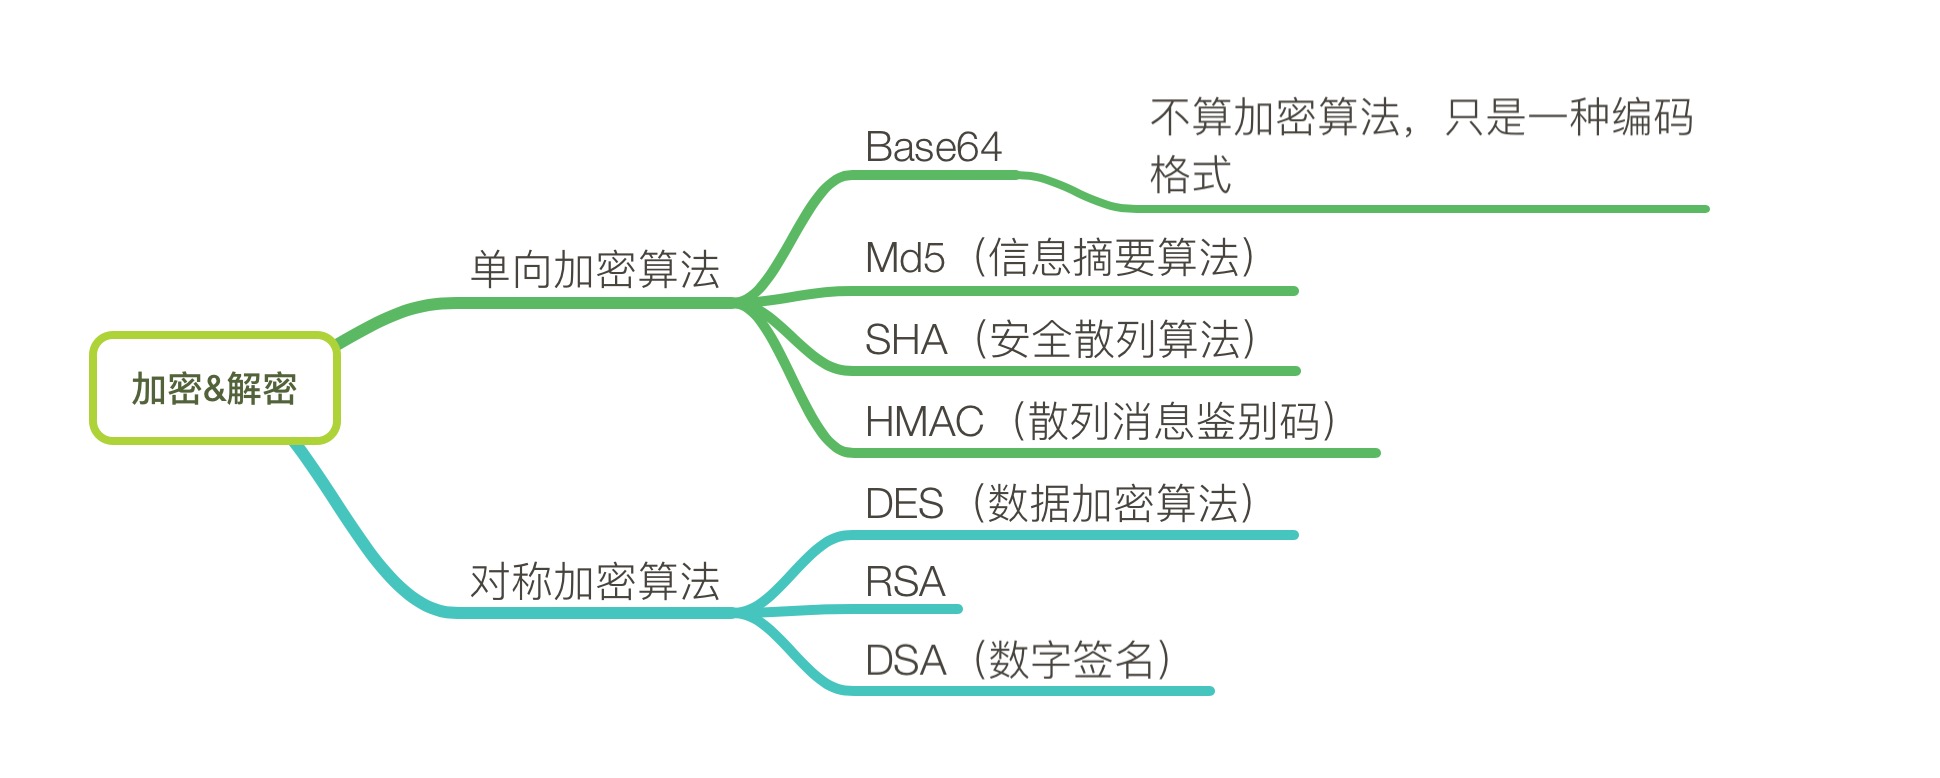 加密&解密
单向加密算法
Base64
不算加密算法，只是一种编码
格式
Md5（信息摘要算法）
SHA（安全散列算法）
HMAC（散列消息鉴别码）
对称加密算法
DES（数据加密算法）
RSA
DSA（数字签名）